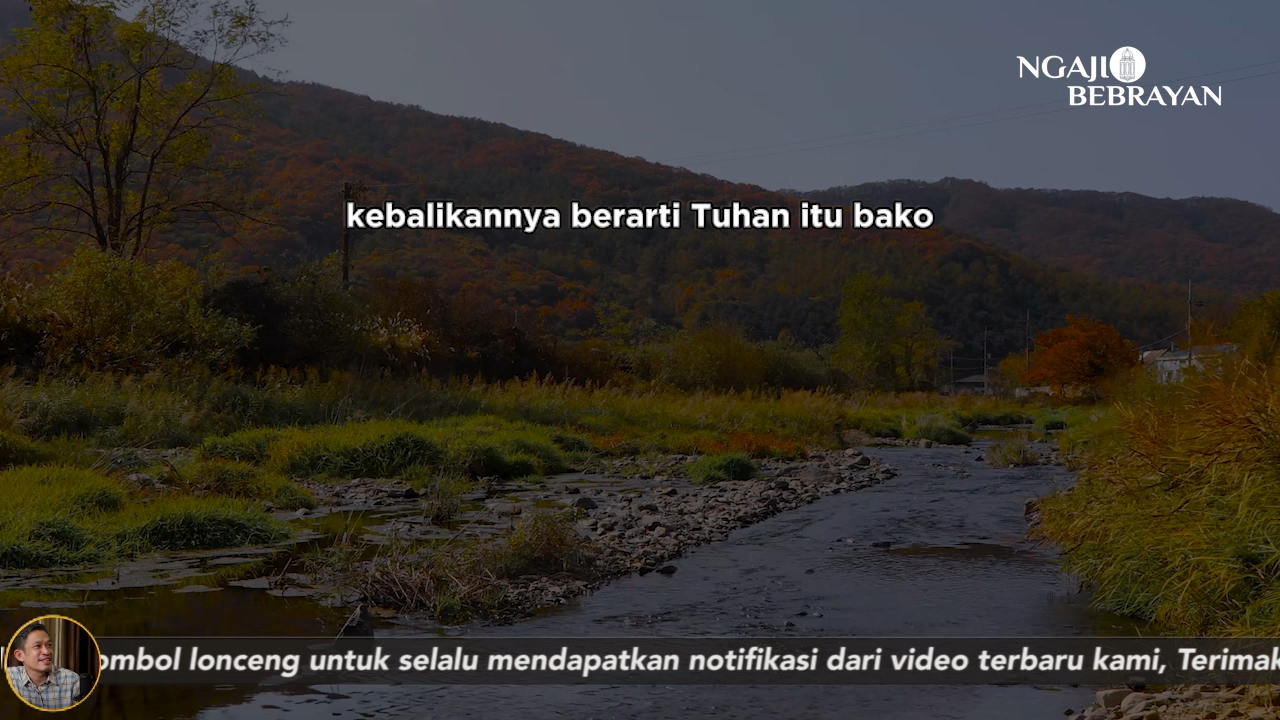 NGAJI
BEBRAYAN
kebalikannya berarti Tuhan itu bako
ombol lonceng untuk selalu mendapatkan notifikasi dari video terbaru kami, Terimak